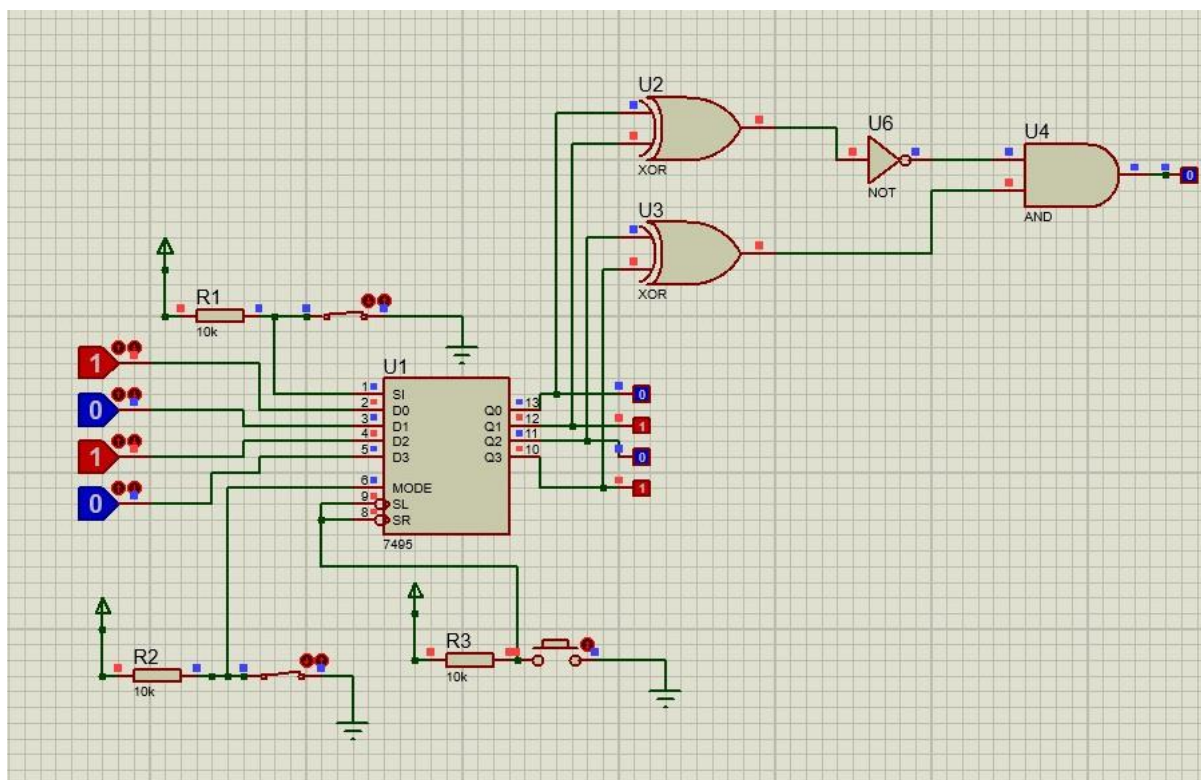 U2
XOR
U6
NOT
U4
AND
0
U3
XOR
R1
10k
1
0
1
0
U1
1 SI
2 D0
3 D1
4 D2
5 D3
6 MODE
9 SL
8 SR
Q0 13
Q1 12
Q2 11
Q3 10
7495
0
1
0
1
R2
10k
R3
10k